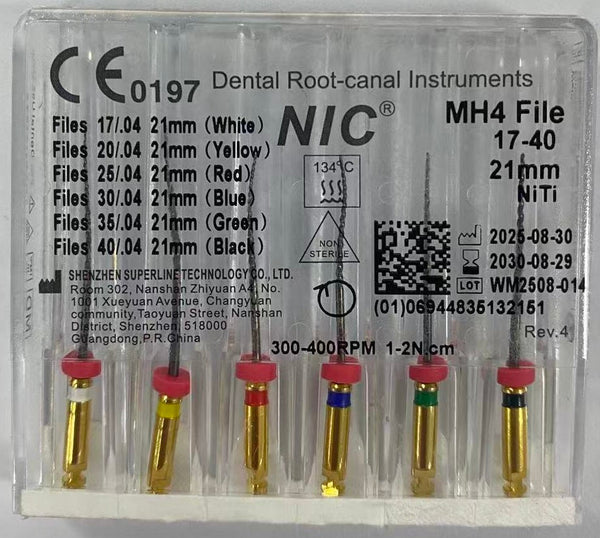 CE 0197 Dental Root-canal Instruments
NIC®
MH4 File
17-40
21mm
NiTi
Files 17/.04 21mm (White)
Files 20/.04 21mm (Yellow)
Files 25/.04 21mm (Red)
Files 30/.04 21mm (Blue)
Files 35/.04 21mm (Green)
Files 40/.04 21mm (Black)
134°C
NON
STERILE
SHENZHEN SUPERLINE TECHNOLOGY CO., LTD.
Room 302, Nanshan Zhiyuan A4, No.
1001 Xueyuan Avenue, Changyuan
community,Taoyuan Street, Nanshan
District, Shenzhen, 518000
Guangdong,P.R.China
2025-08-30
2030-08-29
LOT WM2508-014
(01)06944835132151
Rev.4
300-400RPM 1-2N.cm